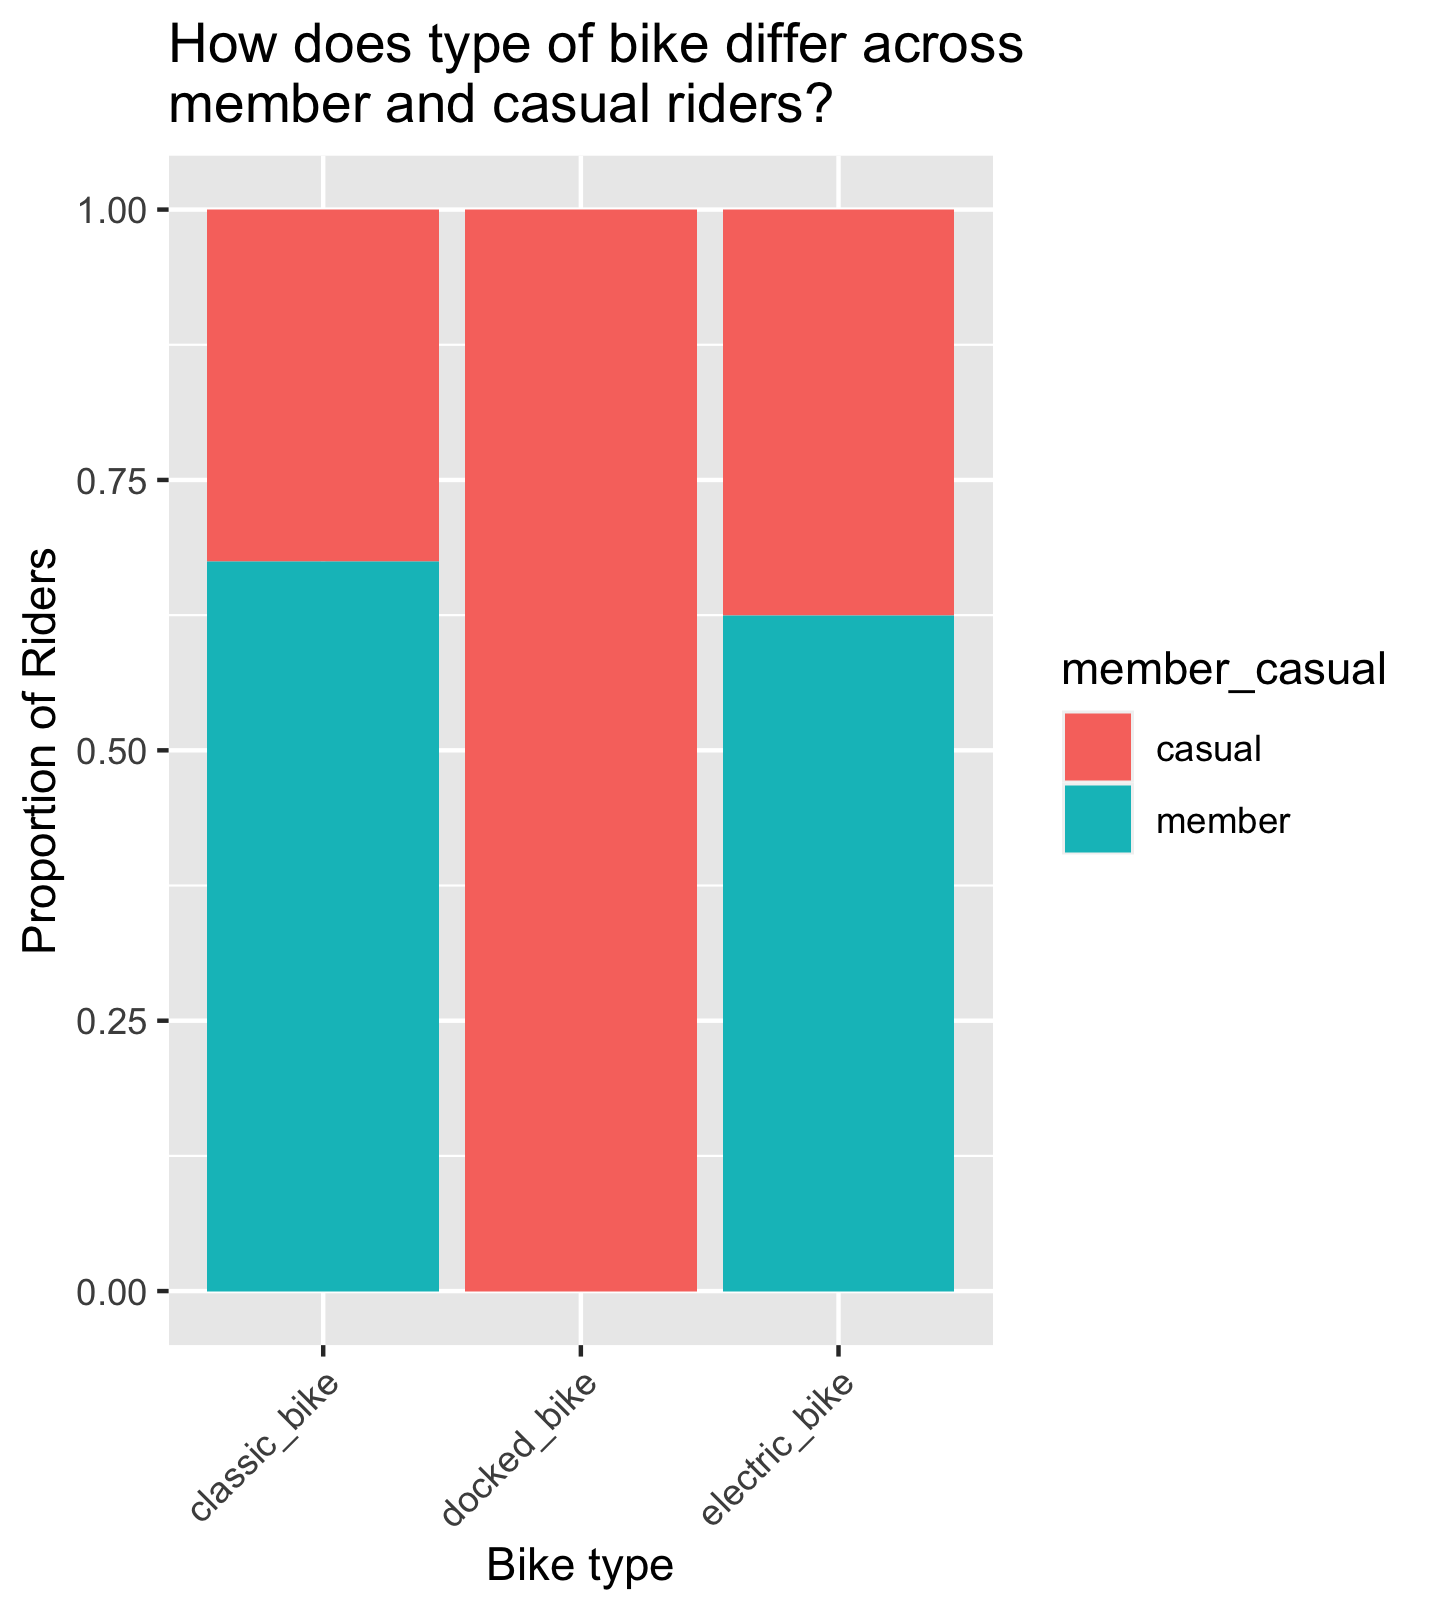 How does type of bike differ across
member and casual riders?
1.00
0.75
0.50
0.25
0.00
Proportion of Riders
classic_bike
docked_bike
electric_bike
Bike type
member_casual
casual
member